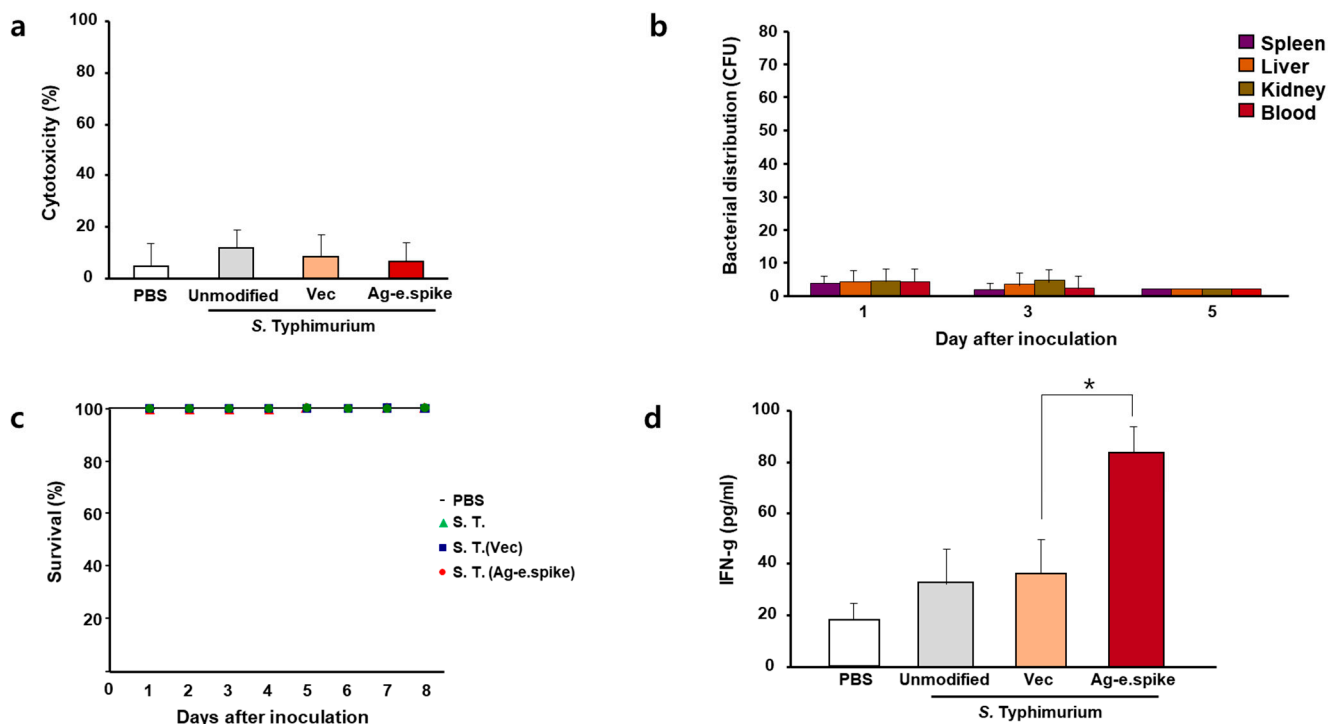 a
100
80
60
40
20
0
Cytotoxicity (%)
PBS
Unmodified
Vec
Ag-e.spike
S. Typhimurium
b
80
70
60
50
40
30
20
10
0
Bacterial distribution (CFU)
Spleen
Liver
Kidney
Blood
1
3
5
Day after inoculation
c
100
80
60
40
20
Survival (%)
0
1
2
3
4
5
6
7
8
Days after inoculation
- PBS
S. T.
S. T.(Vec)
S. T. (Ag-e.spike)
d
*
100
80
60
40
20
0
IFN-g (pg/ml)
PBS
Unmodified
Vec
Ag-e.spike
S. Typhimurium